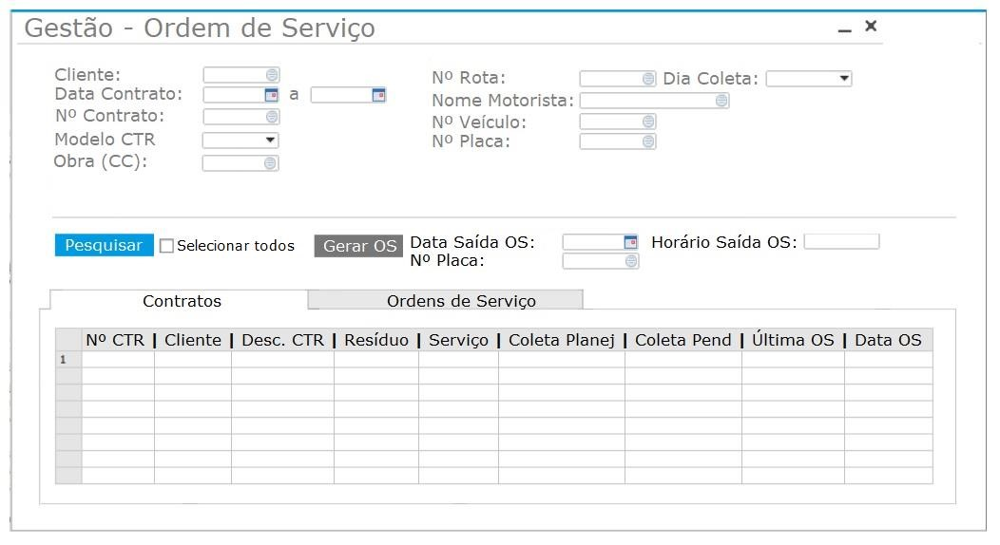 Gestão - Ordem de Serviço
Cliente:
Data Contrato: a
Nº Contrato:
Modelo CTR
Obra (CC):
Nº Rota: Dia Coleta:
Nome Motorista:
Nº Veículo:
Nº Placa:
Pesquisar Selecionar todos Gerar OS Data Saída OS: Horário Saída OS:
Nº Placa:
Contratos Ordens de Serviço
Nº CTR | Cliente | Desc. CTR | Resíduo | Serviço | Coleta Planej | Coleta Pend | Última OS | Data OS
1